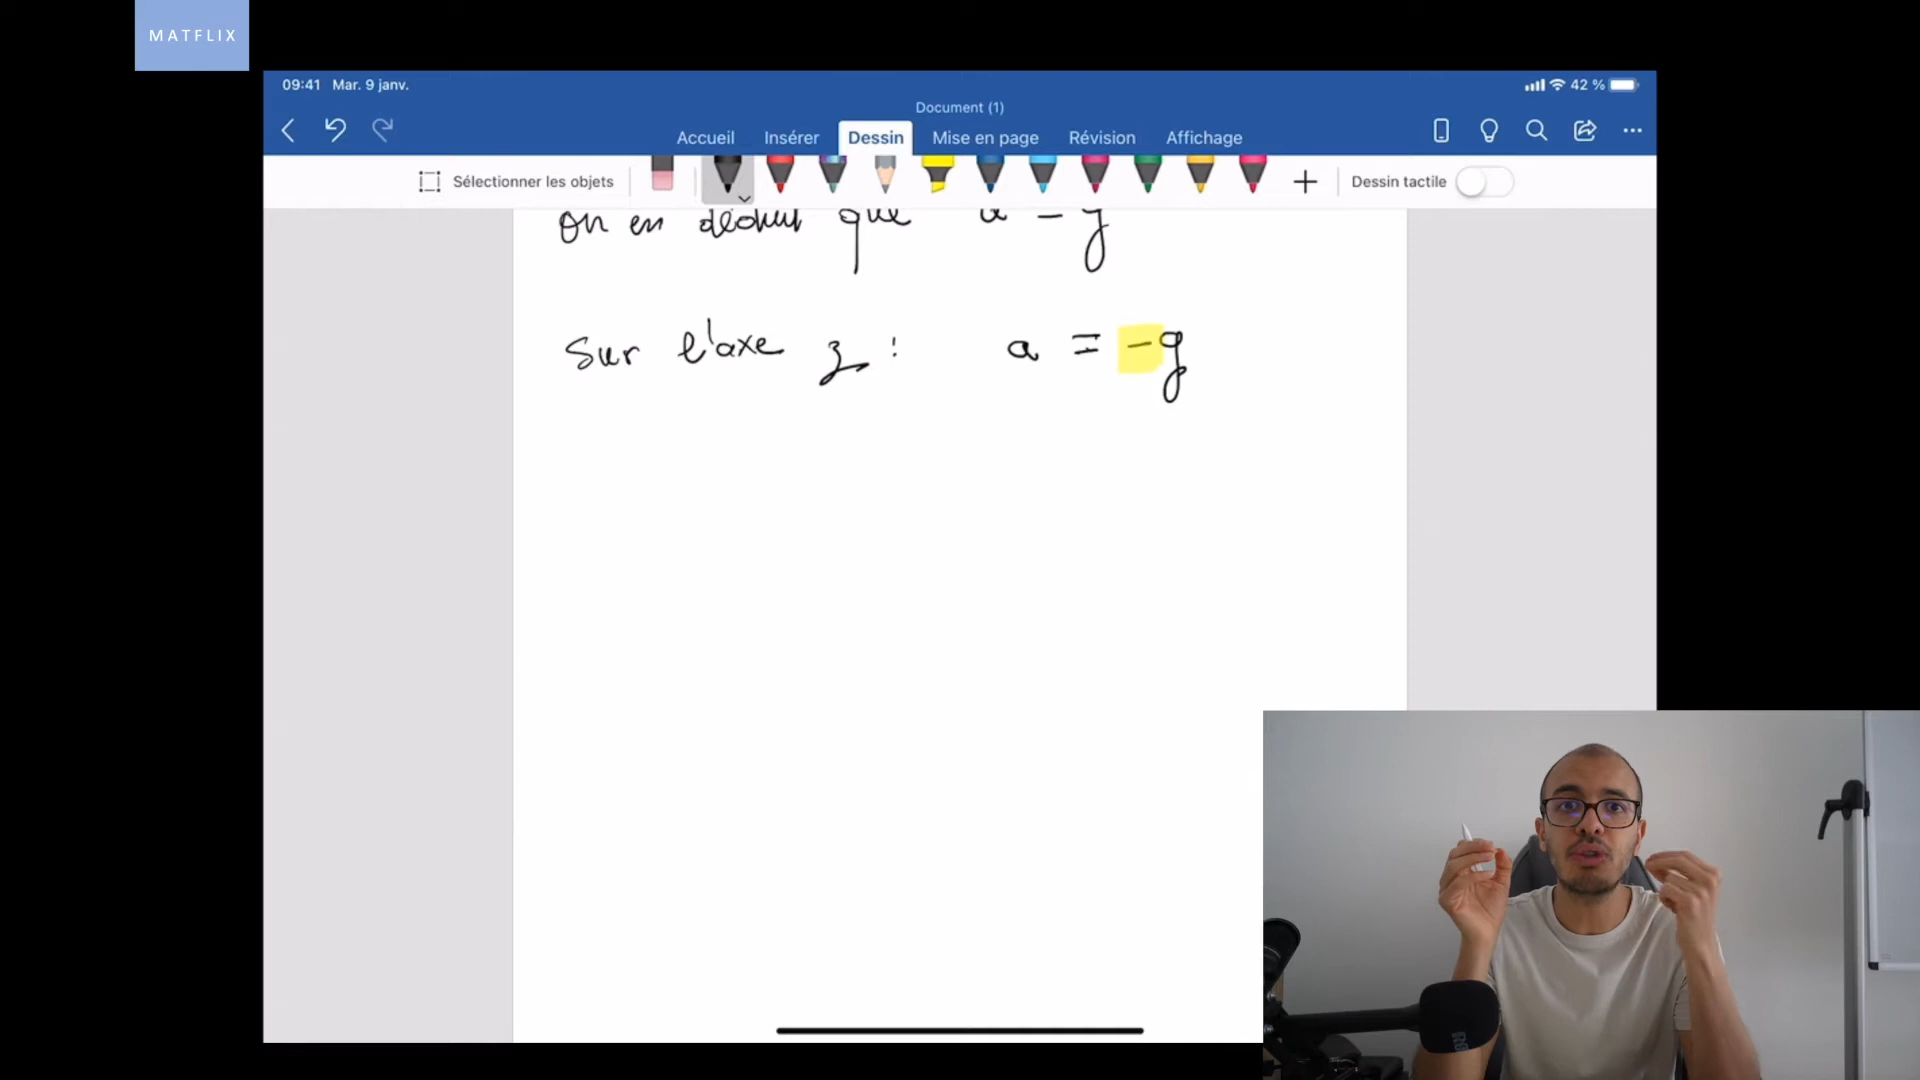 MATFLIX
09:41 Mar. 9 janv.
42 %
Document (1)
Accueil Insérer Dessin Mise en page Révision Affichage
Sélectionner les objets
Dessin tactile
On en déduit que a = g
Sur l'axe z : a = -g